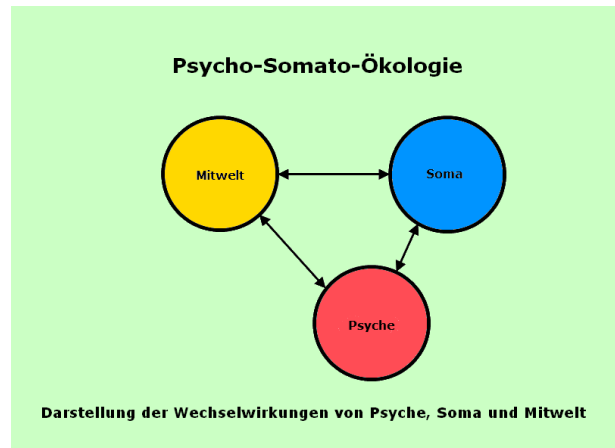 Psycho-Somato-Ökologie
Mitwelt
Soma
Psyche
Darstellung der Wechselwirkungen von Psyche, Soma und Mitwelt